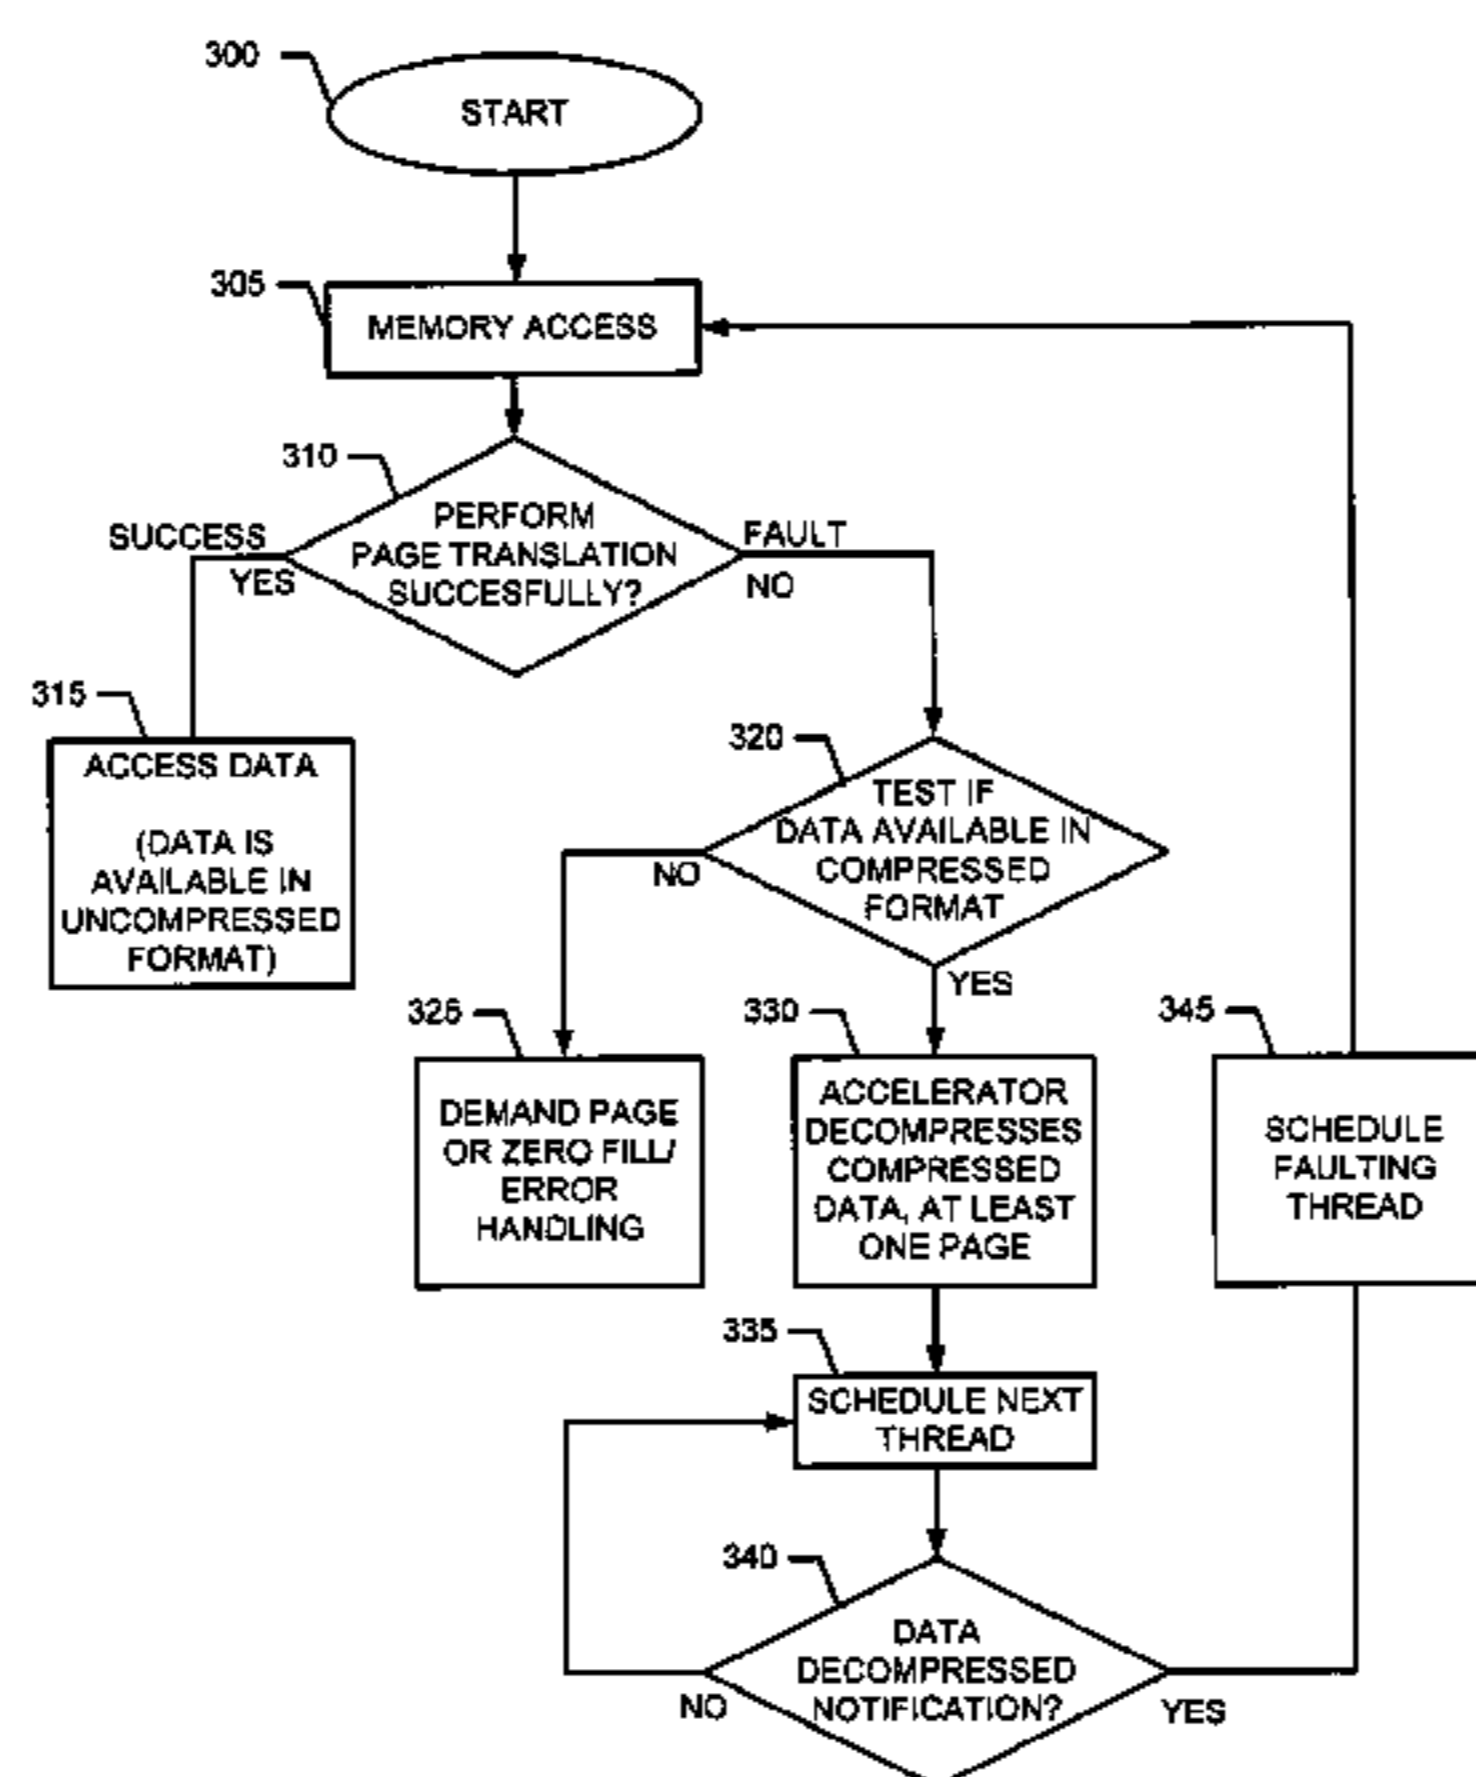 300
START
305
MEMORY ACCESS
310
PERFORM
PAGE TRANSLATION
SUCCESFULLY?
SUCCESS
YES
FAULT
NO
315
ACCESS DATA
(DATA IS
AVAILABLE IN
UNCOMPRESSED
FORMAT)
320
TEST IF
DATA AVAILABLE IN
COMPRESSED
FORMAT
NO
YES
325
DEMAND PAGE
OR ZERO FILL/
ERROR
HANDLING
330
ACCELERATOR
DECOMPRESSES
COMPRESSED
DATA, AT LEAST
ONE PAGE
345
SCHEDULE
FAULTING
THREAD
335
SCHEDULE NEXT
THREAD
340
DATA
DECOMPRESSED
NOTIFICATION?
NO
YES